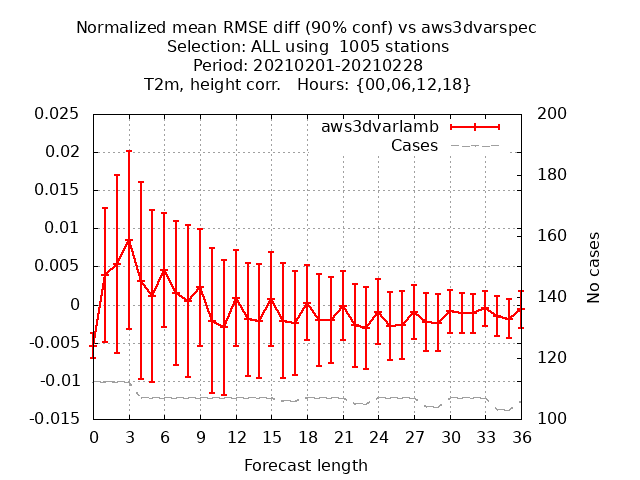 Normalized mean RMSE diff (90% conf) vs aws3dvarspec
Selection: ALL using  1005 stations
Period: 20210201-20210228
T2m, height corr.   Hours: {00,06,12,18}
aws3dvarlamb
Cases
0.025
0.02
0.015
0.01
0.005
0
-0.005
-0.01
-0.015
200
180
160
140
120
100
No cases
0 3 6 9 12 15 18 21 24 27 30 33 36
Forecast length